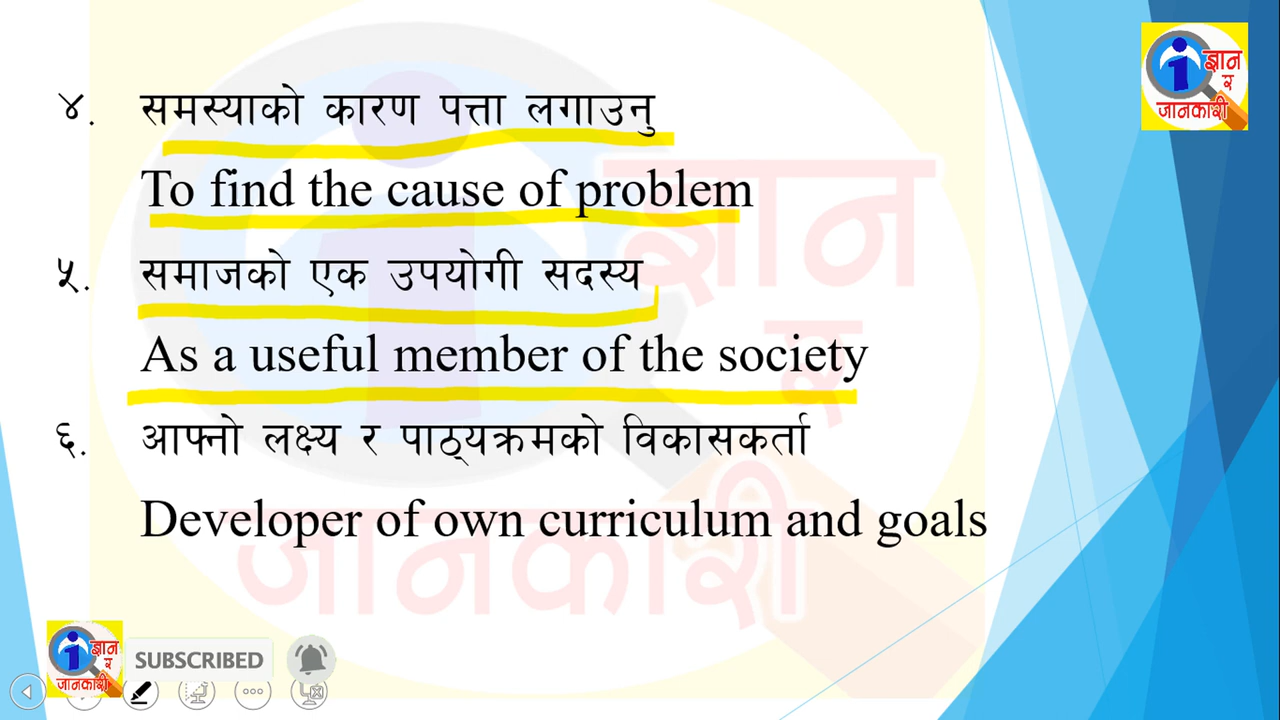 ४. समस्याको कारण पत्ता लगाउनु
To find the cause of problem
५. समाजको एक उपयोगी सदस्य
As a useful member of the society
६. आफ्नो लक्ष्य र पाठ्यक्रमको विकासकर्ता
Developer of own curriculum and goals
ज्ञान
र
जानकारी
ज्ञान
र
जानकारी
ज्ञान
र
जानकारी
SUBSCRIBED